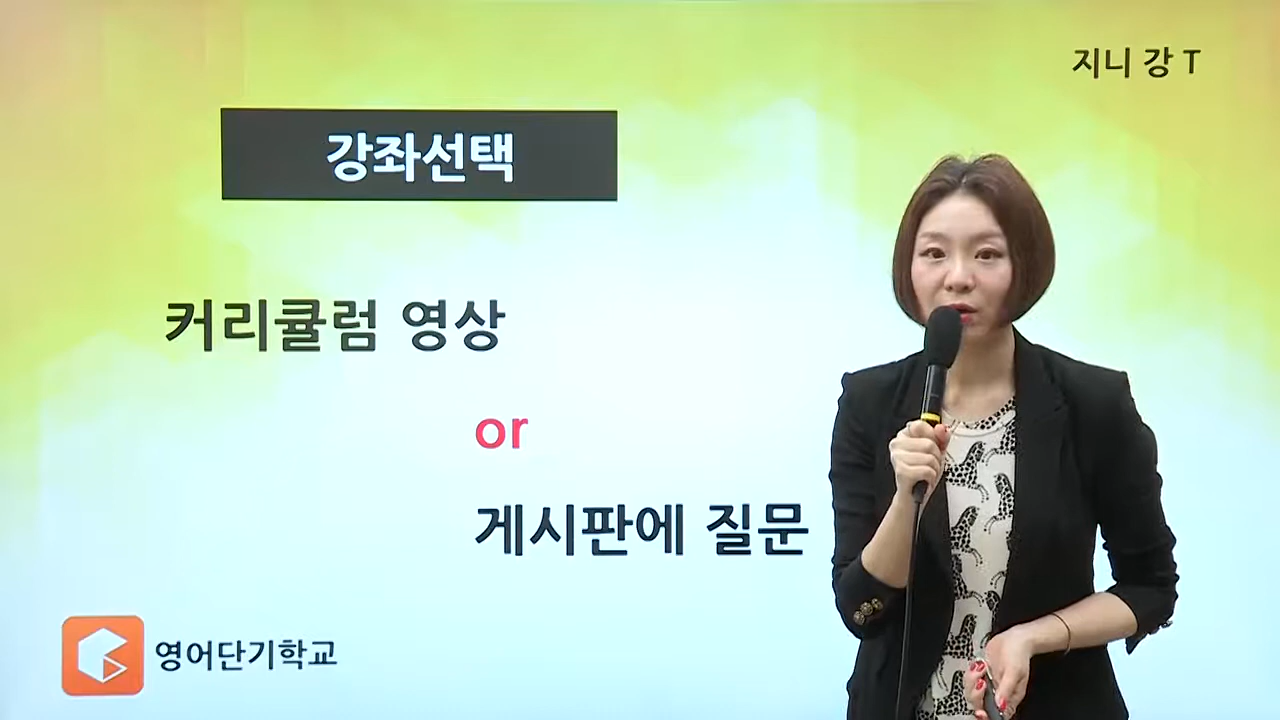 지니 강 T
강좌선택
커리큘럼 영상
or
게시판에 질문
영어단기학교